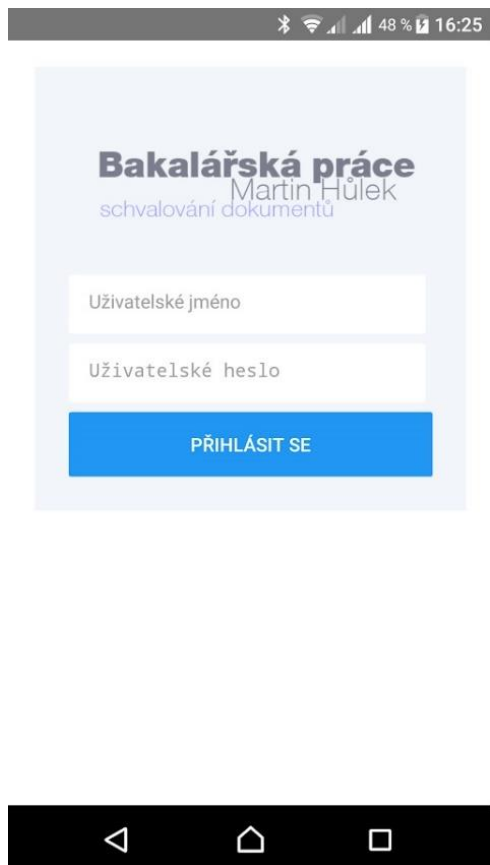 48 % 16:25
Bakalářská práce
Martin Hůlek
schvalování dokumentů
Uživatelské jméno
Uživatelské heslo
PŘIHLÁSIT SE